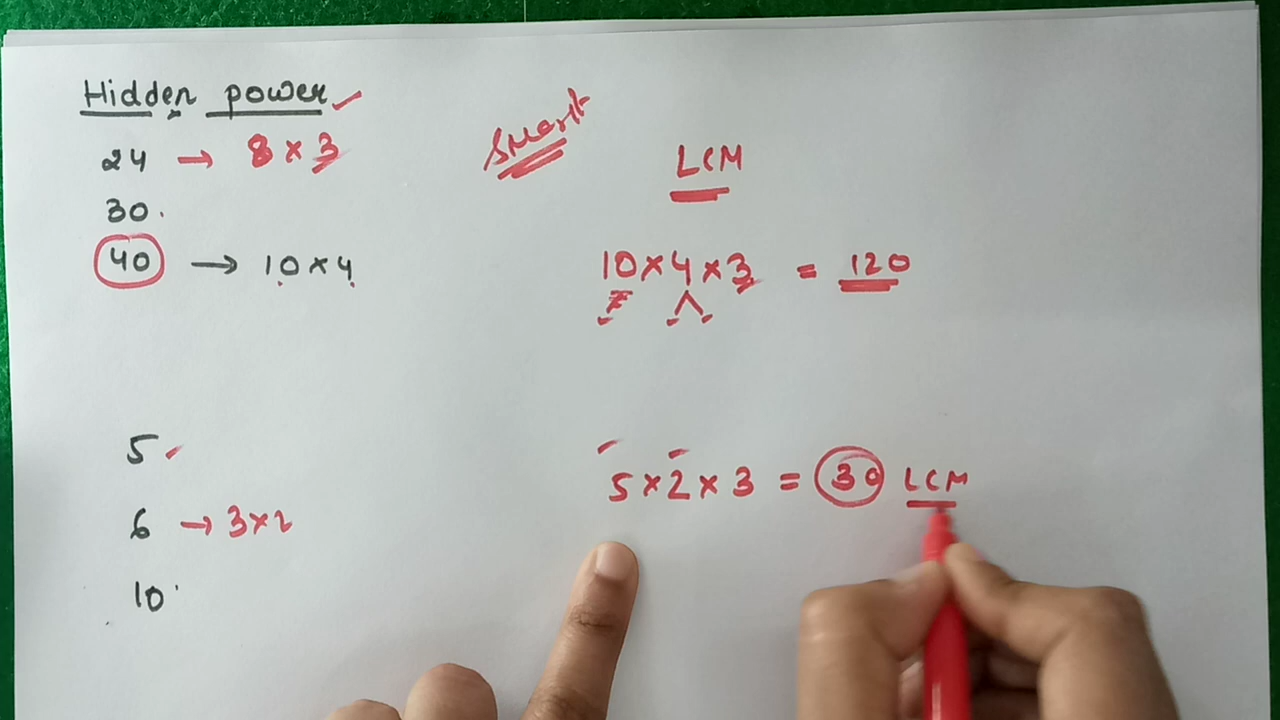 Hidden power
Smart
24 → 8 × 3
LCM
30
40 → 10 × 4
10 × 4 × 3 = 120
5
5 × 2 × 3 = 30 LCM
6 → 3 × 2
10